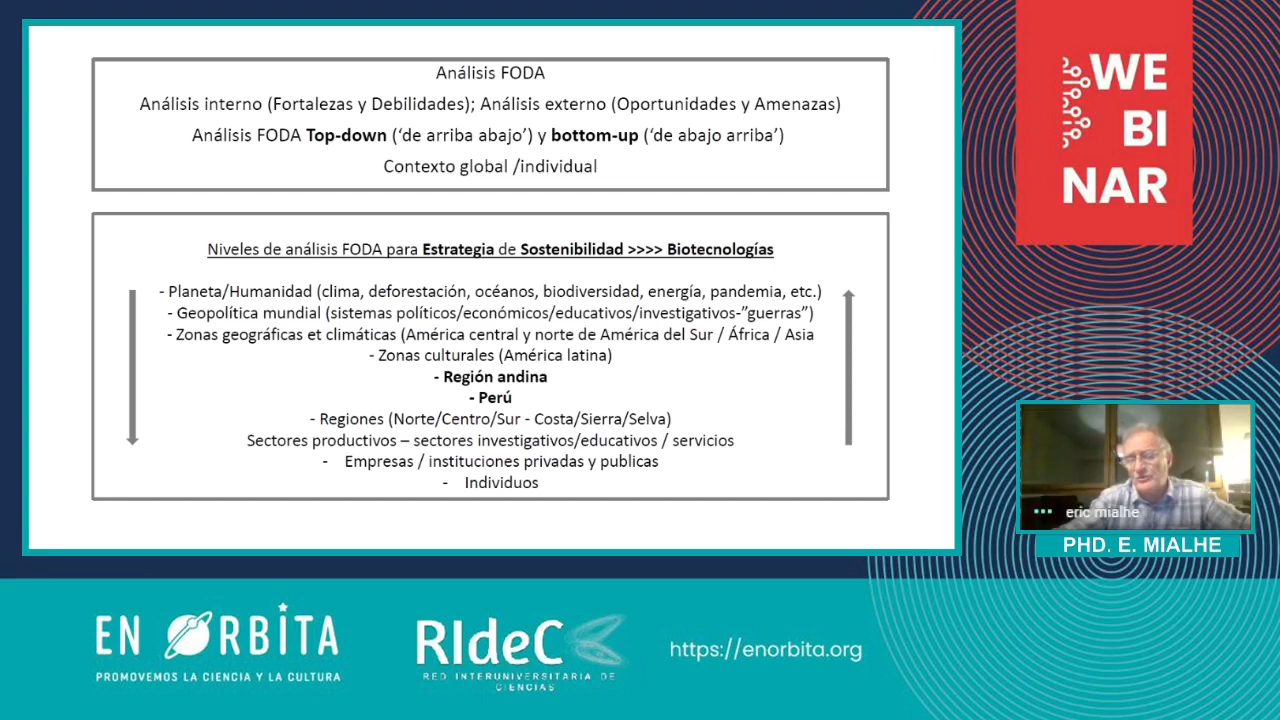 Análisis FODA
Análisis interno (Fortalezas y Debilidades); Análisis externo (Oportunidades y Amenazas)
Análisis FODA Top-down (‘de arriba abajo’) y bottom-up (‘de abajo arriba’)
Contexto global /individual
Niveles de análisis FODA para Estrategia de Sostenibilidad >>>> Biotecnologías
- Planeta/Humanidad (clima, deforestación, océanos, biodiversidad, energía, pandemia, etc.)
- Geopolítica mundial (sistemas políticos/económicos/educativos/investigativos-”guerras”)
- Zonas geográficas et climáticas (América central y norte de América del Sur / África / Asia
- Zonas culturales (América latina)
- Región andina
- Perú
- Regiones (Norte/Centro/Sur - Costa/Sierra/Selva)
Sectores productivos – sectores investigativos/educativos / servicios
- Empresas / instituciones privadas y publicas
- Individuos
WE
BI
NAR
eric mialhe
PHD. E. MIALHE
EN ORBITA
PROMOVEMOS LA CIENCIA Y LA CULTURA
RIdeC
RED INTERUNIVERSITARIA DE
CIENCIAS
https://enorbita.org